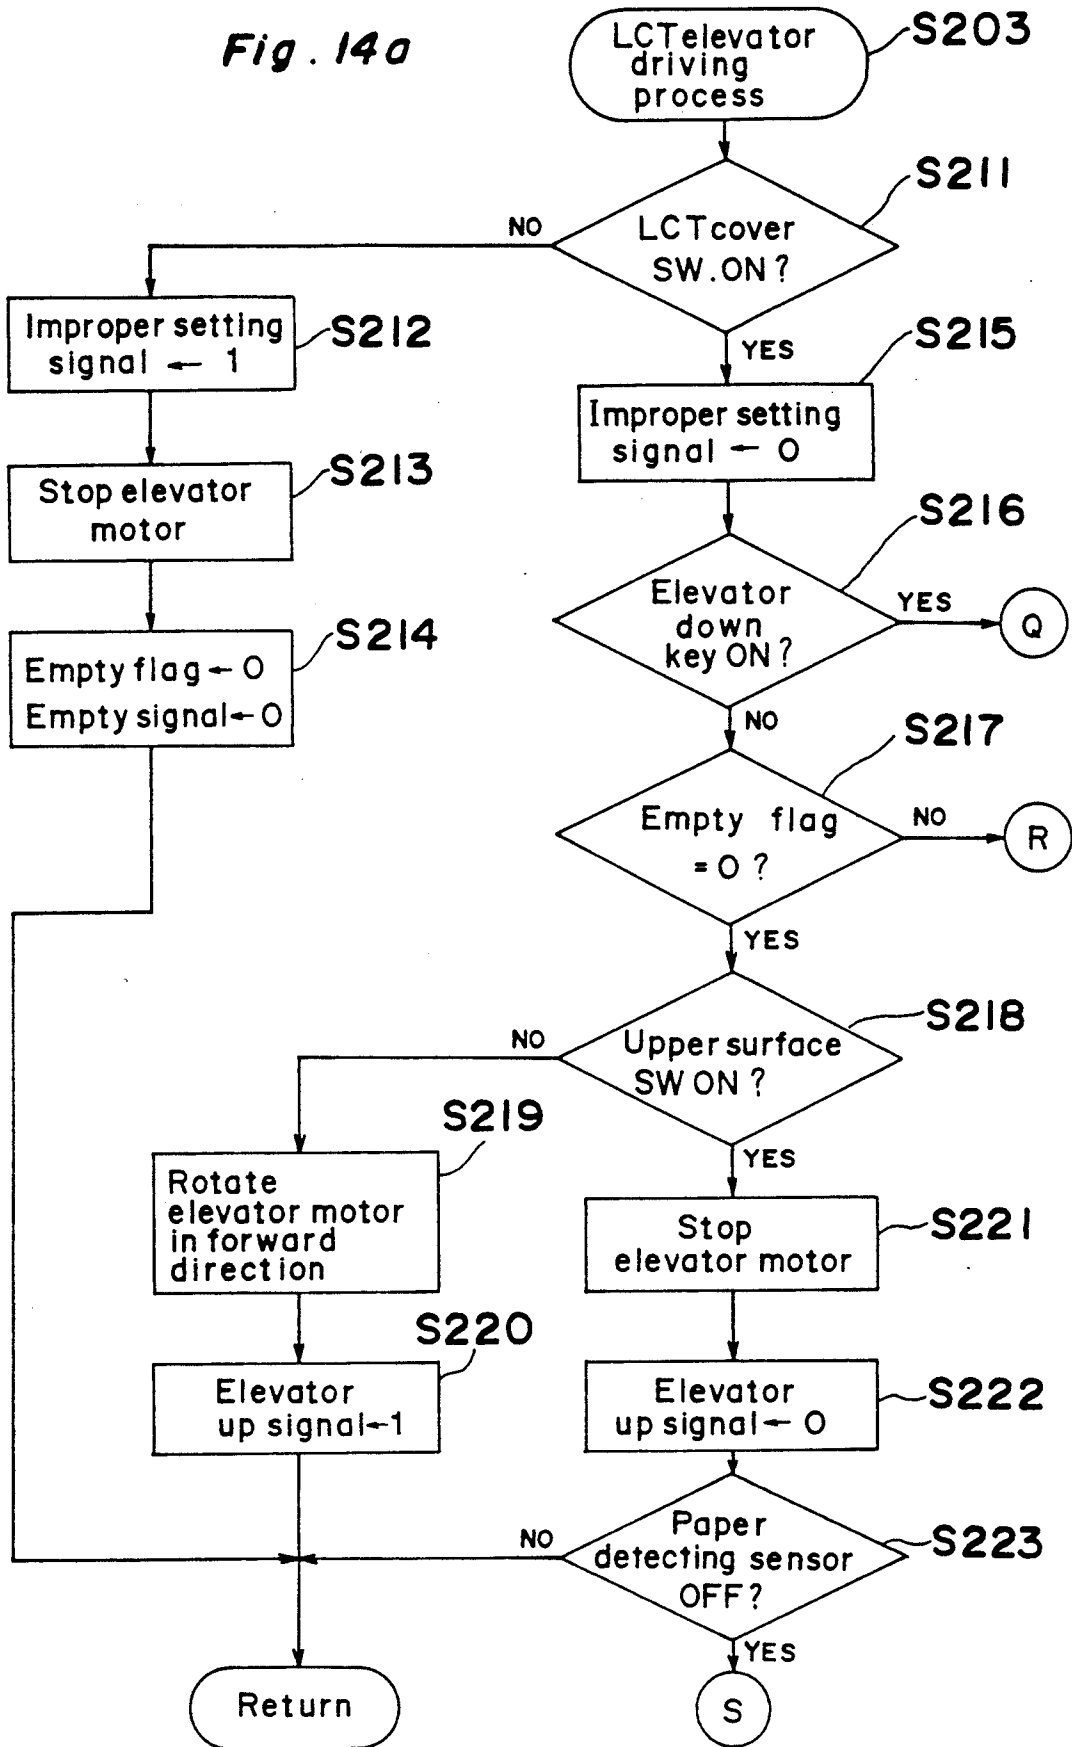 Fig. 14a
LCT elevator
driving
process
S203
S211
LCT cover
SW. ON ?
NO
YES
Improper setting
signal ← 1
S212
S215
Improper setting
signal ← 0
Stop elevator
motor
S213
S216
Elevator
down
key ON ?
YES
Q
NO
Empty flag ← 0
Empty signal ← 0
S214
S217
Empty flag
= 0 ?
NO
R
YES
S218
Upper surface
SW ON ?
NO
YES
S219
Rotate
elevator motor
in forward
direction
Stop
elevator motor
S221
S220
Elevator
up signal ← 1
Elevator
up signal ← 0
S222
Paper
detecting sensor
OFF ?
S223
NO
YES
Return
S